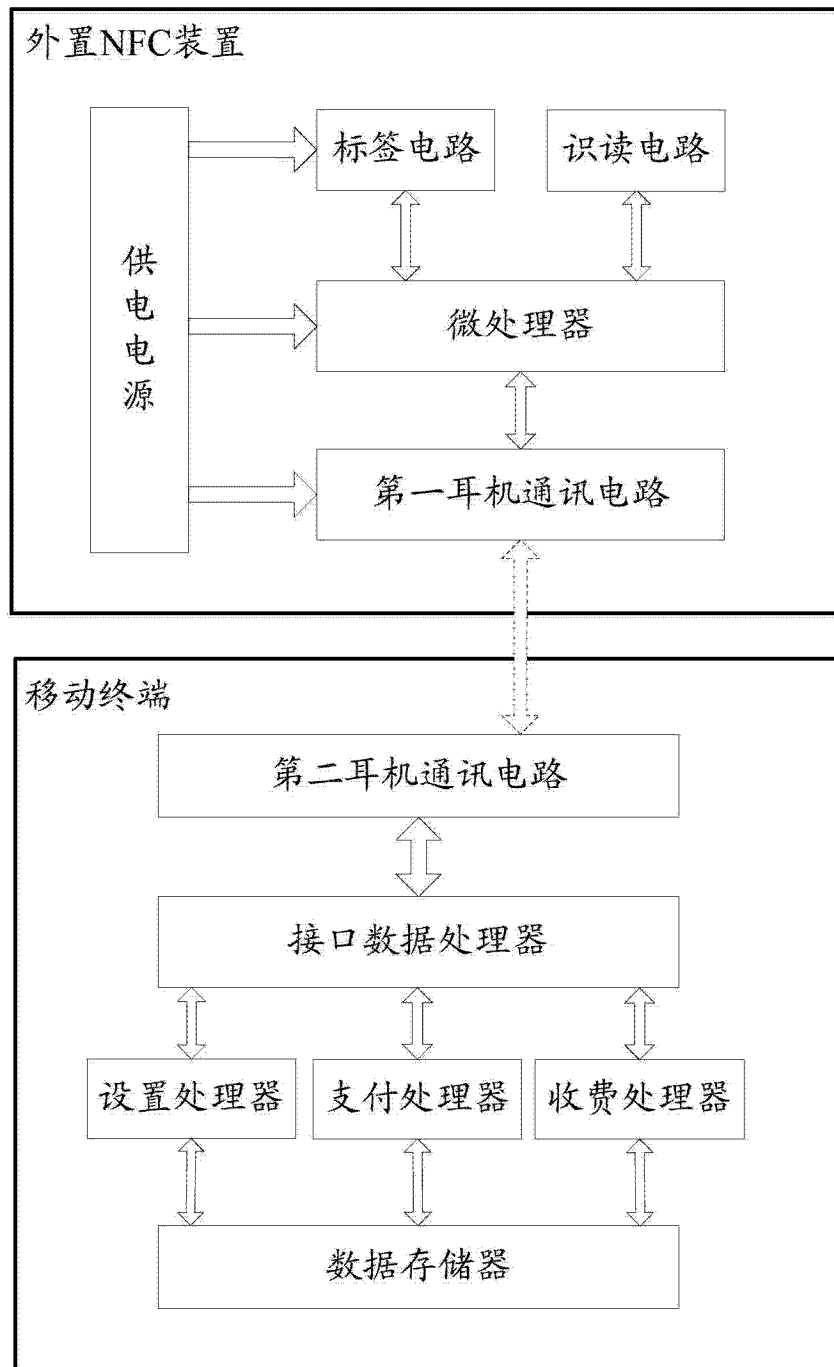 外置NFC装置
标签电路
识读电路
供
电
电
源
微处理器
第一耳机通讯电路
移动终端
第二耳机通讯电路
接口数据处理器
设置处理器
支付处理器
收费处理器
数据存储器